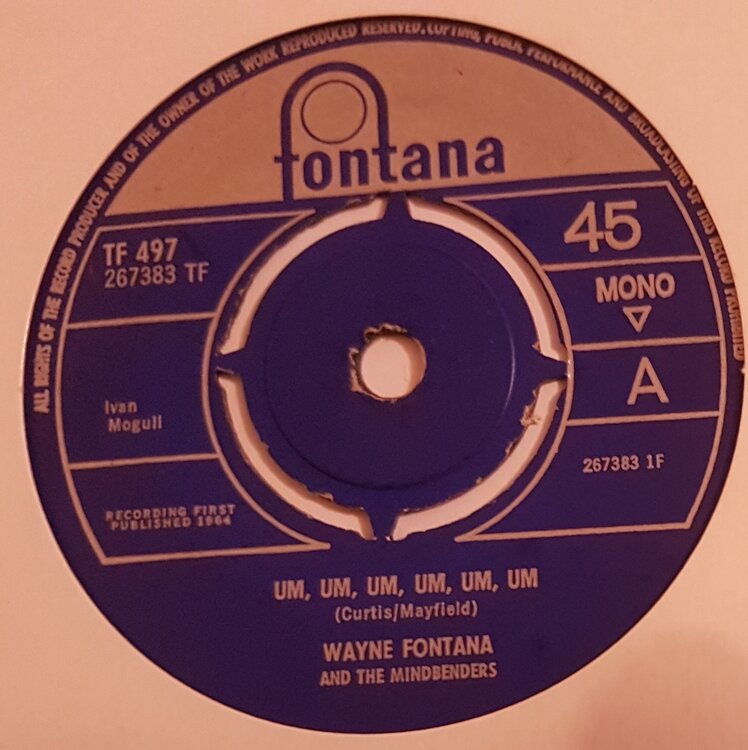 ALL RIGHTS OF THE RECORD PRODUCER AND OF THE OWNER OF THE WORK REPRODUCED RESERVED. COPYING, PUBLIC PERFORMANCE AND BROADCASTING OF THIS RECORD PROHIBITED
fontana
TF 497
267383 TF
45
MONO
A
Ivan
Mogull
267383 1F
RECORDING FIRST
PUBLISHED 1964
UM, UM, UM, UM, UM, UM
(Curtis/Mayfield)
WAYNE FONTANA
AND THE MINDBENDERS